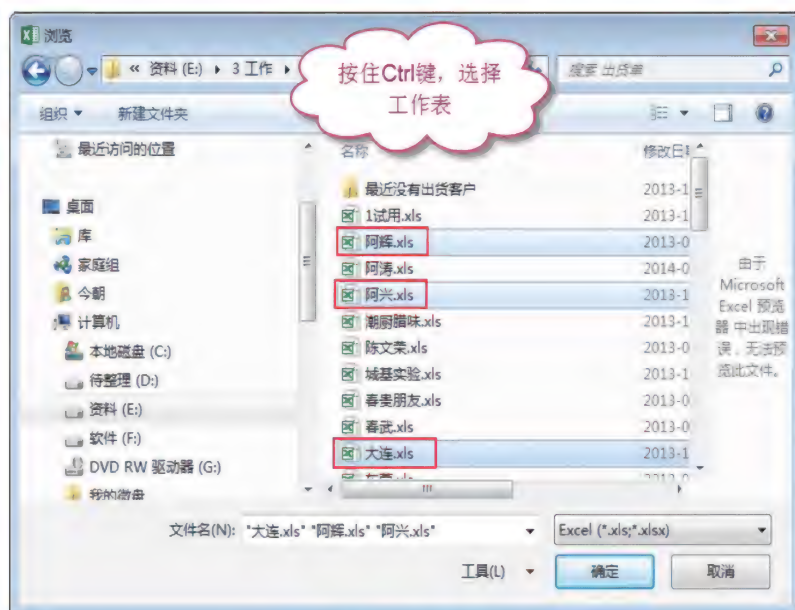 浏览
按住Ctrl键，选择
工作表
« 资料 (E:) ▸ 3 工作 ▸
搜索 出货单
组织 新建文件夹
最近访问的位置
桌面
库
家庭组
今朝
计算机
本地磁盘 (C:)
待整理 (D:)
资料 (E:)
软件 (F:)
DVD RW 驱动器 (G:)
我的微盘
名称 修改日
最近没有出货客户 2013-1
1试用.xls 2013-1
阿辉.xls 2013-0
阿涛.xls 2014-0
阿兴.xls 2013-1
潮厨腊味.xls 2013-1
陈文荣.xls 2013-0
城基实验.xls 2013-1
春贵朋友.xls 2013-0
春武.xls 2013-0
大连.xls 2013-1
由于
Microsoft
Excel 预览
器 中出现错
误，无法预
览此文件。
文件名(N): "大连.xls" "阿辉.xls" "阿兴.xls"
Excel (*.xls;*.xlsx)
工具(L) 确定 取消